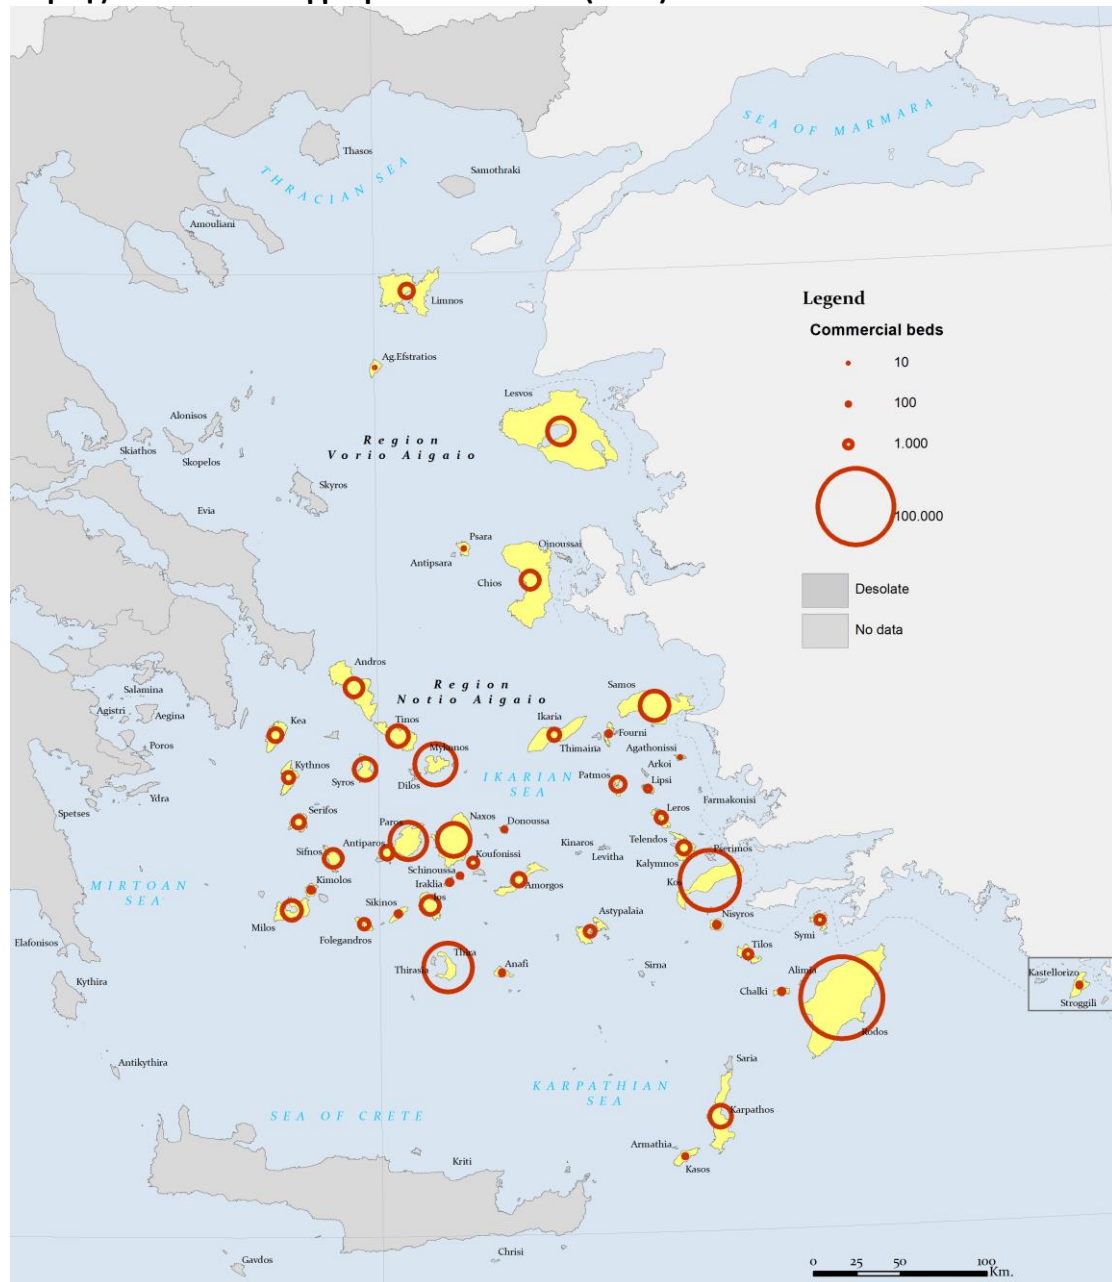 Thasos
Samothraki
THRACIAN SEA
SEA OF MARMARA
Amouliani
Limnos
Legend
Commercial beds
10
100
1.000
100.000
Desolate
No data
Ag.Efstratios
Lesvos
Alonisos
Skiathos
Skopelos
Region
Vorio Aigaio
Skyros
Evia
Psara
Antipsara
Oinoussai
Chios
Andros
Region
Notio Aigaio
Samos
Salamina
Agistri
Aegina
Kea
Tinos
Ikaria
Fourni
Thimaina
Poros
Mykonos
Agathonissi
Arkoi
Kythnos
Syros
Dilos
IKARIAN
SEA
Patmos
Lipsi
Farmakonisi
Ydra
Spetses
Serifos
Paros
Naxos
Donoussa
Leros
Antiparos
Sifnos
Koufonissi
Kinaros
Levitha
Telendos
Pserimos
Kalymnos
Schinoussa
Iraklia
Kimolos
Amorgos
Kos
MIRTOAN
SEA
Milos
Sikinos
Ios
Folegandros
Astypalaia
Nisyros
Symi
Elafonisos
Tilos
Thira
Thirasia
Anafi
Sirna
Alimia
Chalki
Kastellorizo
Stroggili
Kythira
Rodos
Antikythira
Saria
KARPATHIAN
SEA
SEA OF CRETE
Karpathos
Armathia
Kasos
Kriti
Chrisi
Gavdos
0 25 50 100
Km.